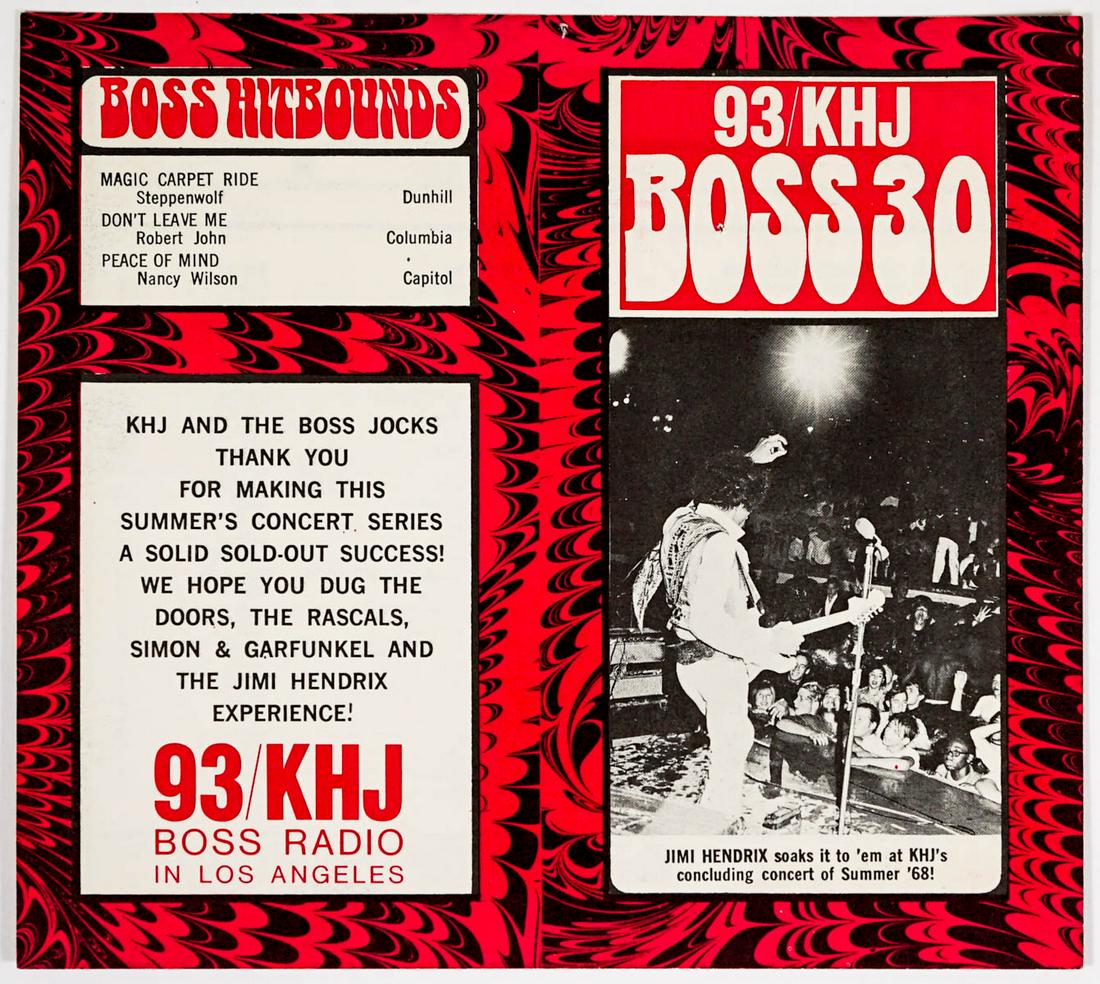 BOSS HITBOUNDS
MAGIC CARPET RIDE
Steppenwolf Dunhill
DON'T LEAVE ME
Robert John Columbia
PEACE OF MIND
Nancy Wilson Capitol
KHJ AND THE BOSS JOCKS
THANK YOU
FOR MAKING THIS
SUMMER'S CONCERT SERIES
A SOLID SOLD-OUT SUCCESS!
WE HOPE YOU DUG THE
DOORS, THE RASCALS,
SIMON & GARFUNKEL AND
THE JIMI HENDRIX
EXPERIENCE!
93/KHJ
BOSS RADIO
IN LOS ANGELES
93/KHJ
BOSS 30
JIMI HENDRIX soaks it to 'em at KHJ's
concluding concert of Summer '68!